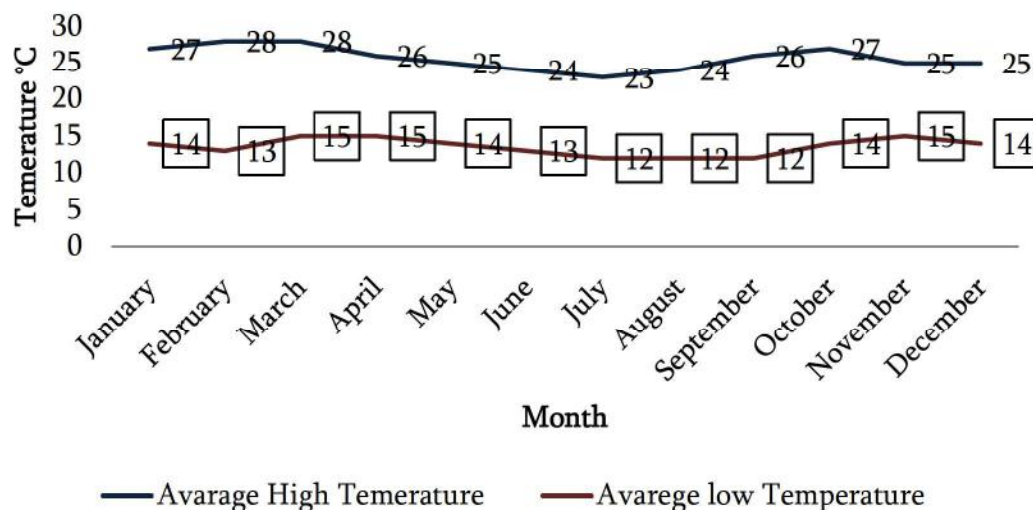 Temerature °C
30
25
20
15
10
5
0
27 28 28 26 25 24 23 24 26 27 25 25
14 13 15 15 14 13 12 12 12 14 15 14
January February March April May June July August September October November December
Month
Avarage High Temerature Avarege low Temperature